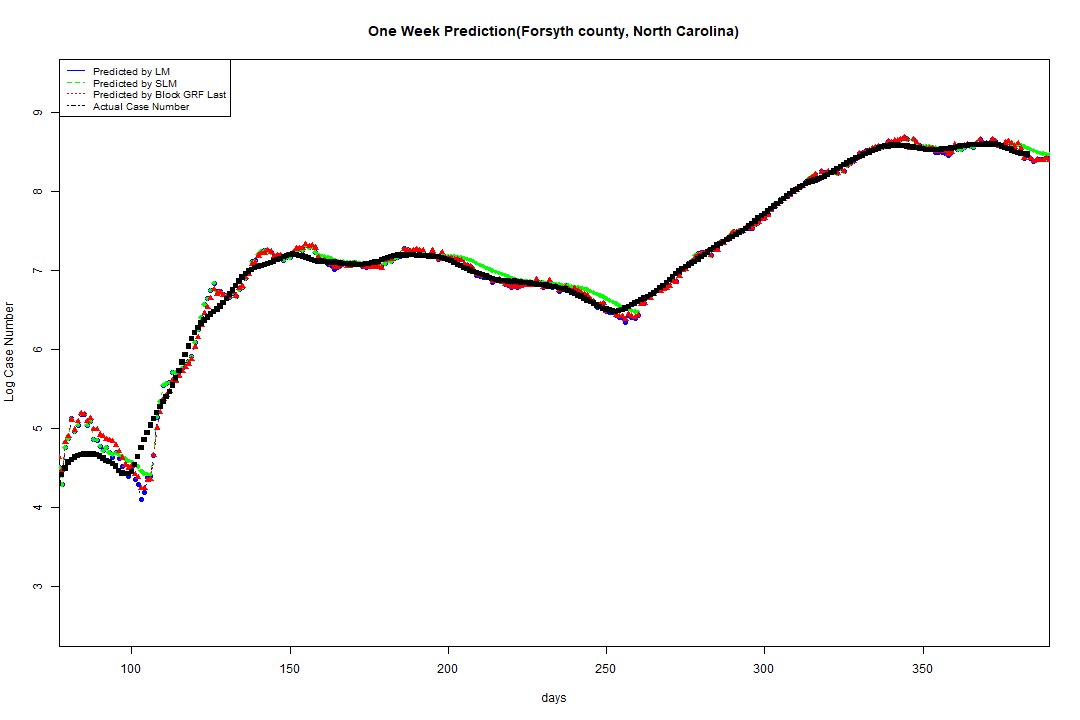 One Week Prediction(Forsyth county, North Carolina)
Predicted by LM
Predicted by SLM
Predicted by Block GRF Last
Actual Case Number
9
8
7
6
5
4
3
Log Case Number
100 150 200 250 300 350
days